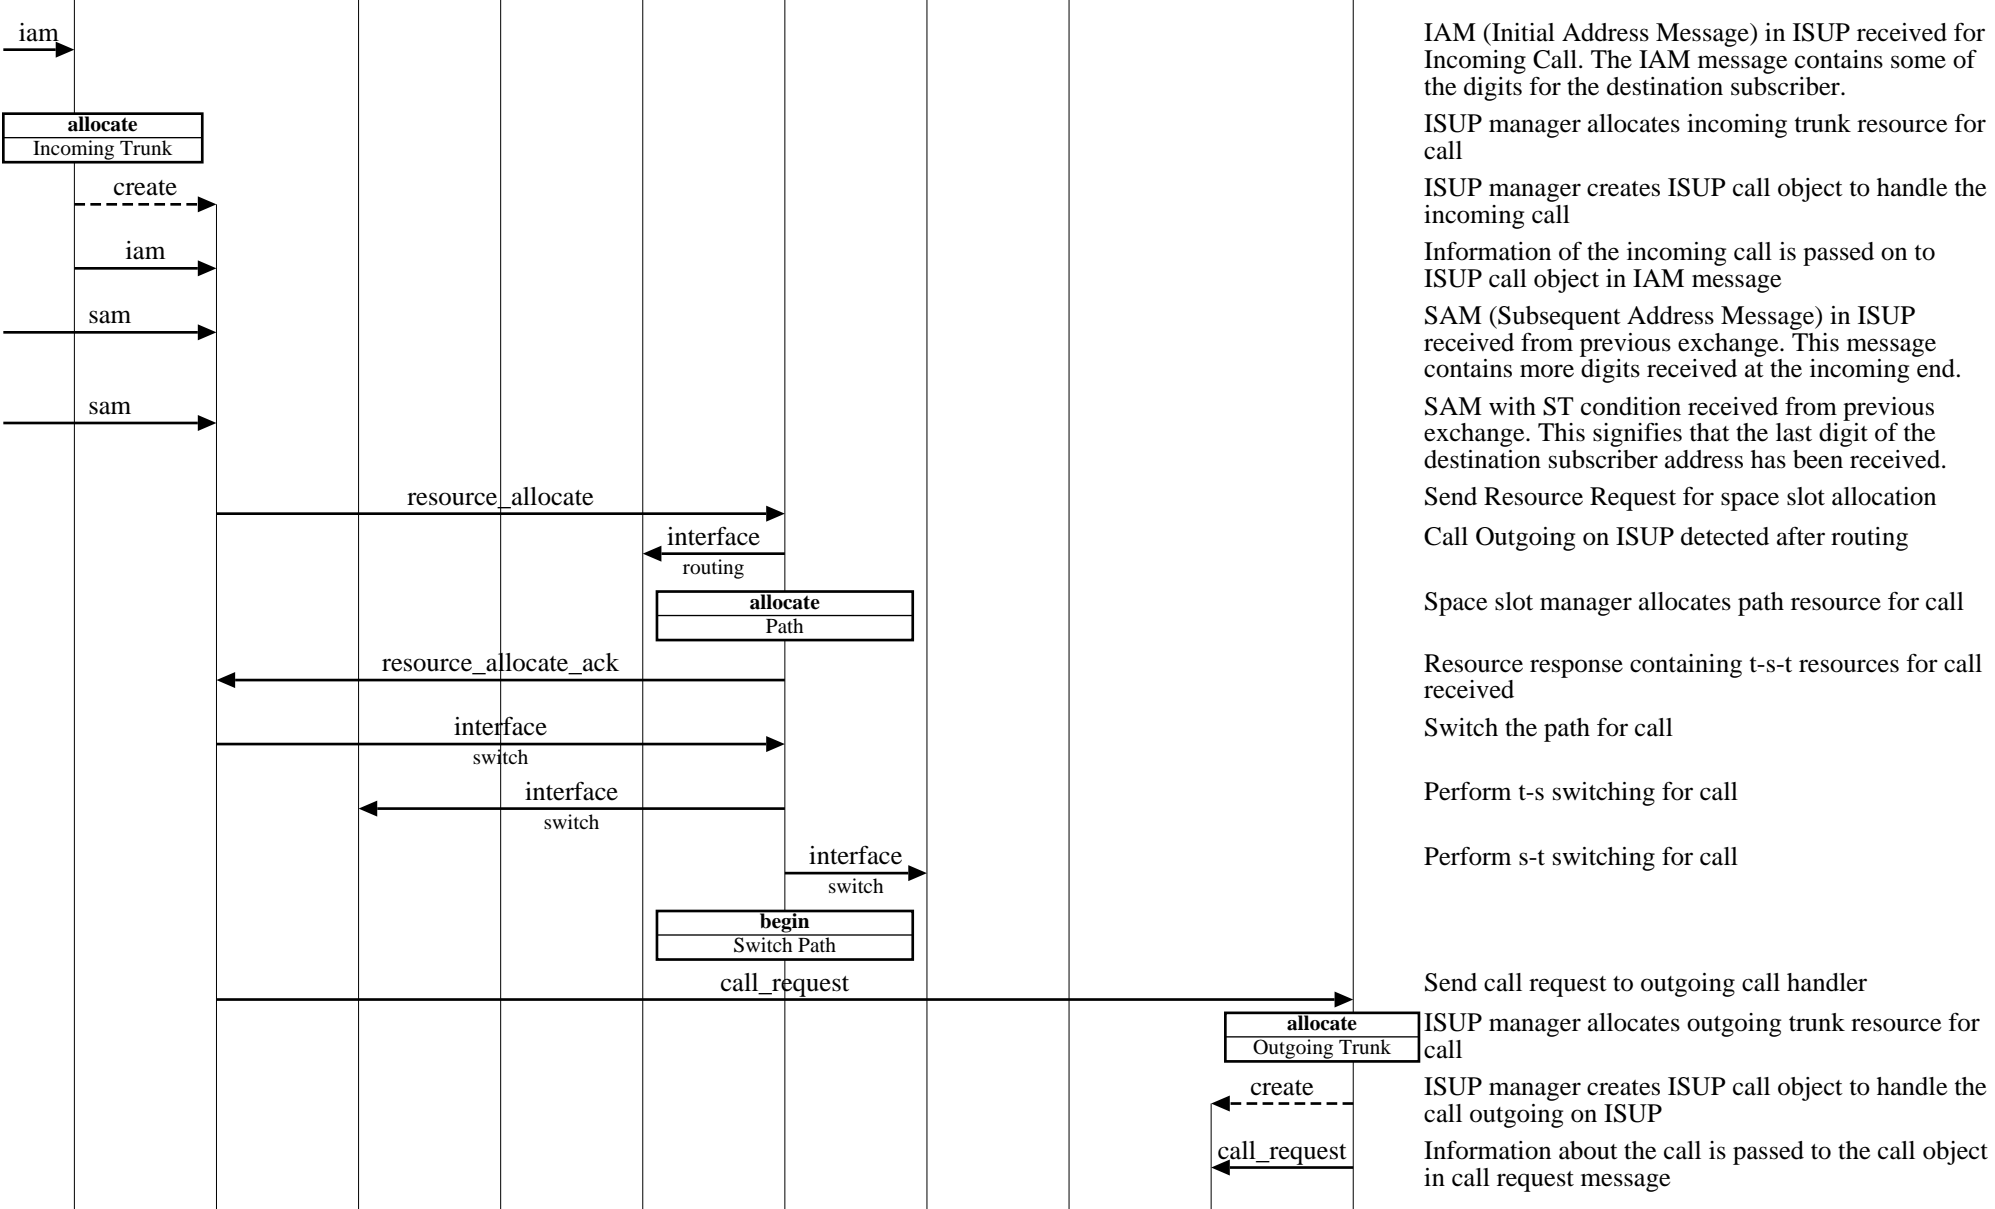 iam
IAM (Initial Address Message) in ISUP received for
Incoming Call. The IAM message contains some of
the digits for the destination subscriber.
allocate
Incoming Trunk
ISUP manager allocates incoming trunk resource for
call
create
ISUP manager creates ISUP call object to handle the
incoming call
iam
Information of the incoming call is passed on to
ISUP call object in IAM message
sam
SAM (Subsequent Address Message) in ISUP
received from previous exchange. This message
contains more digits received at the incoming end.
sam
SAM with ST condition received from previous
exchange. This signifies that the last digit of the
destination subscriber address has been received.
resource_allocate
Send Resource Request for space slot allocation
interface
routing
Call Outgoing on ISUP detected after routing
allocate
Path
Space slot manager allocates path resource for call
resource_allocate_ack
Resource response containing t-s-t resources for call
received
interface
switch
Switch the path for call
interface
switch
Perform t-s switching for call
interface
switch
Perform s-t switching for call
begin
Switch Path
call_request
Send call request to outgoing call handler
allocate
Outgoing Trunk
ISUP manager allocates outgoing trunk resource for
call
create
ISUP manager creates ISUP call object to handle the
call outgoing on ISUP
call_request
Information about the call is passed to the call object
in call request message